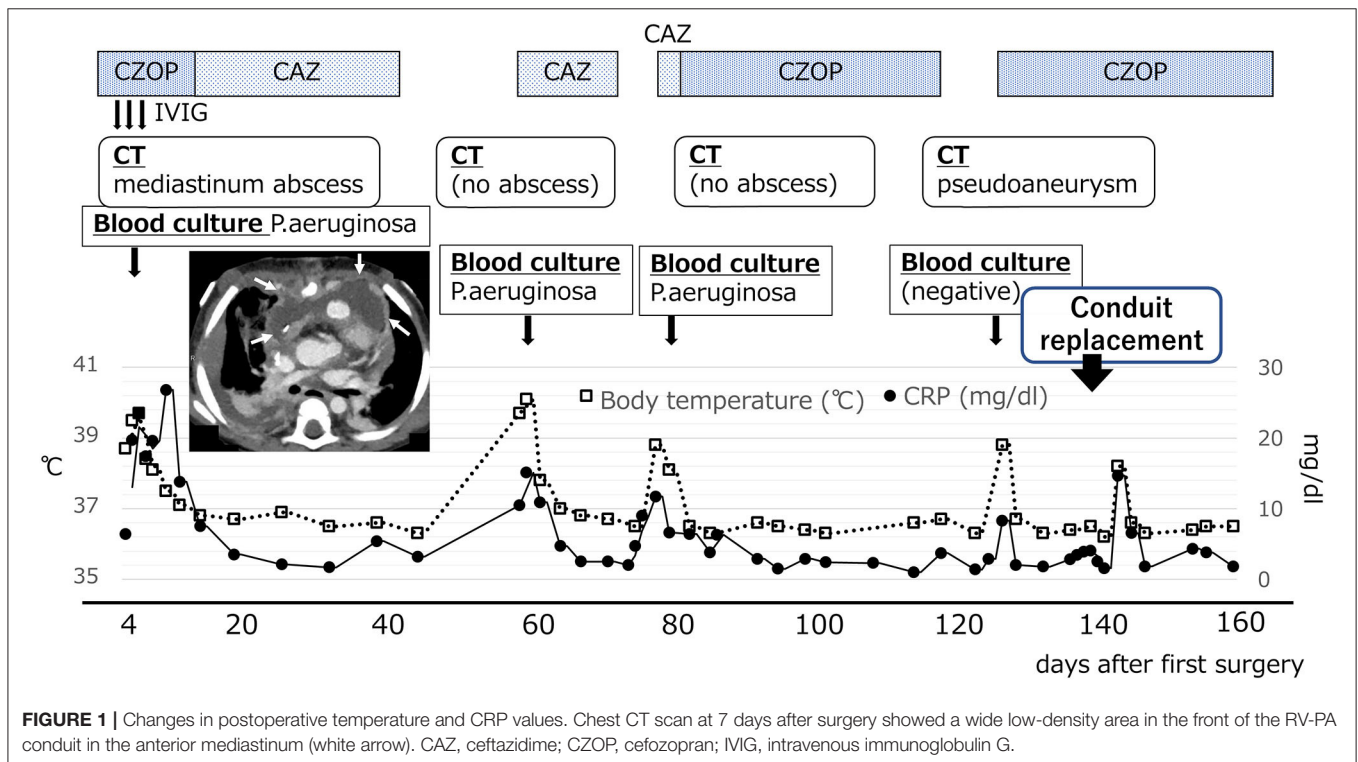 CAZ
CZOP CAZ CAZ CZOP CZOP
IVIG
CT
mediastinum abscess
CT
(no abscess)
CT
(no abscess)
CT
pseudoaneurysm
Blood culture P.aeruginosa
Blood culture
P.aeruginosa
Blood culture
P.aeruginosa
Blood culture
(negative)
Conduit
replacement
R
41
39
37
35
℃
Body temperature (℃) CRP (mg/dl)
30
20
10
0
mg/dl
4 20 40 60 80 100 120 140 160
days after first surgery
FIGURE 1 | Changes in postoperative temperature and CRP values. Chest CT scan at 7 days after surgery showed a wide low-density area in the front of the RV-PA
conduit in the anterior mediastinum (white arrow). CAZ, ceftazidime; CZOP, cefozopran; IVIG, intravenous immunoglobulin G.